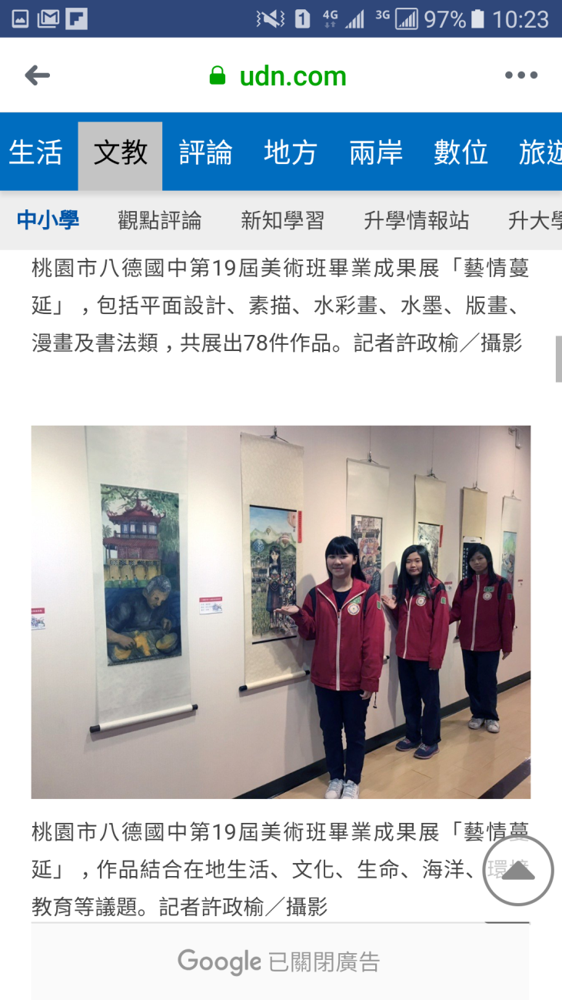 4G
3G
97%
10:23
udn.com
生活 文教 評論 地方 兩岸 數位 旅遊
中小學 觀點評論 新知學習 升學情報站 升大學
桃園市八德國中第19屆美術班畢業成果展「藝情蔓
延」，包括平面設計、素描、水彩畫、水墨、版畫、
漫畫及書法類，共展出78件作品。記者許政榆／攝影
桃園市八德國中第19屆美術班畢業成果展「藝情蔓
延」，作品結合在地生活、文化、生命、海洋、環境
教育等議題。記者許政榆／攝影
Google 已關閉廣告